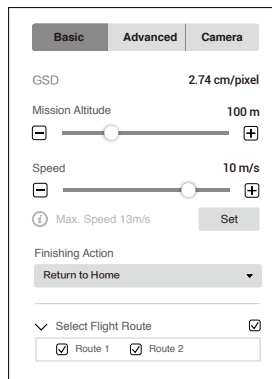 Basic Advanced Camera
GSD 2.74 cm/pixel
Mission Altitude 100 m
Speed 10 m/s
i Max. Speed 13m/s Set
Finishing Action
Return to Home
Select Flight Route
Route 1 Route 2